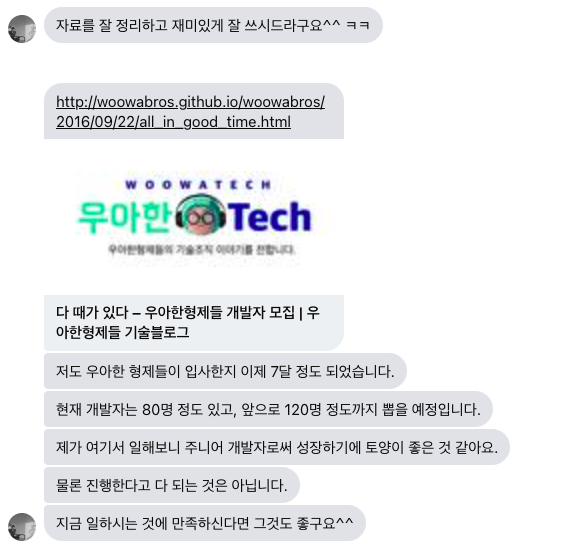 자료를 잘 정리하고 재미있게 잘 쓰시드라구요^^ ㅋㅋ
http://woowabros.github.io/woowabros/
2016/09/22/all_in_good_time.html
WOOWATECH
우아한Tech
우아한형제들의 기술조직 이야기를 전합니다.
다 때가 있다 – 우아한형제들 개발자 모집 | 우
아한형제들 기술블로그
저도 우아한 형제들이 입사한지 이제 7달 정도 되었습니다.
현재 개발자는 80명 정도 있고, 앞으로 120명 정도까지 뽑을 예정입니다.
제가 여기서 일해보니 주니어 개발자로써 성장하기에 토양이 좋은 것 같아요.
물론 진행한다고 다 되는 것은 아닙니다.
지금 일하시는 것에 만족하신다면 그것도 좋구요^^